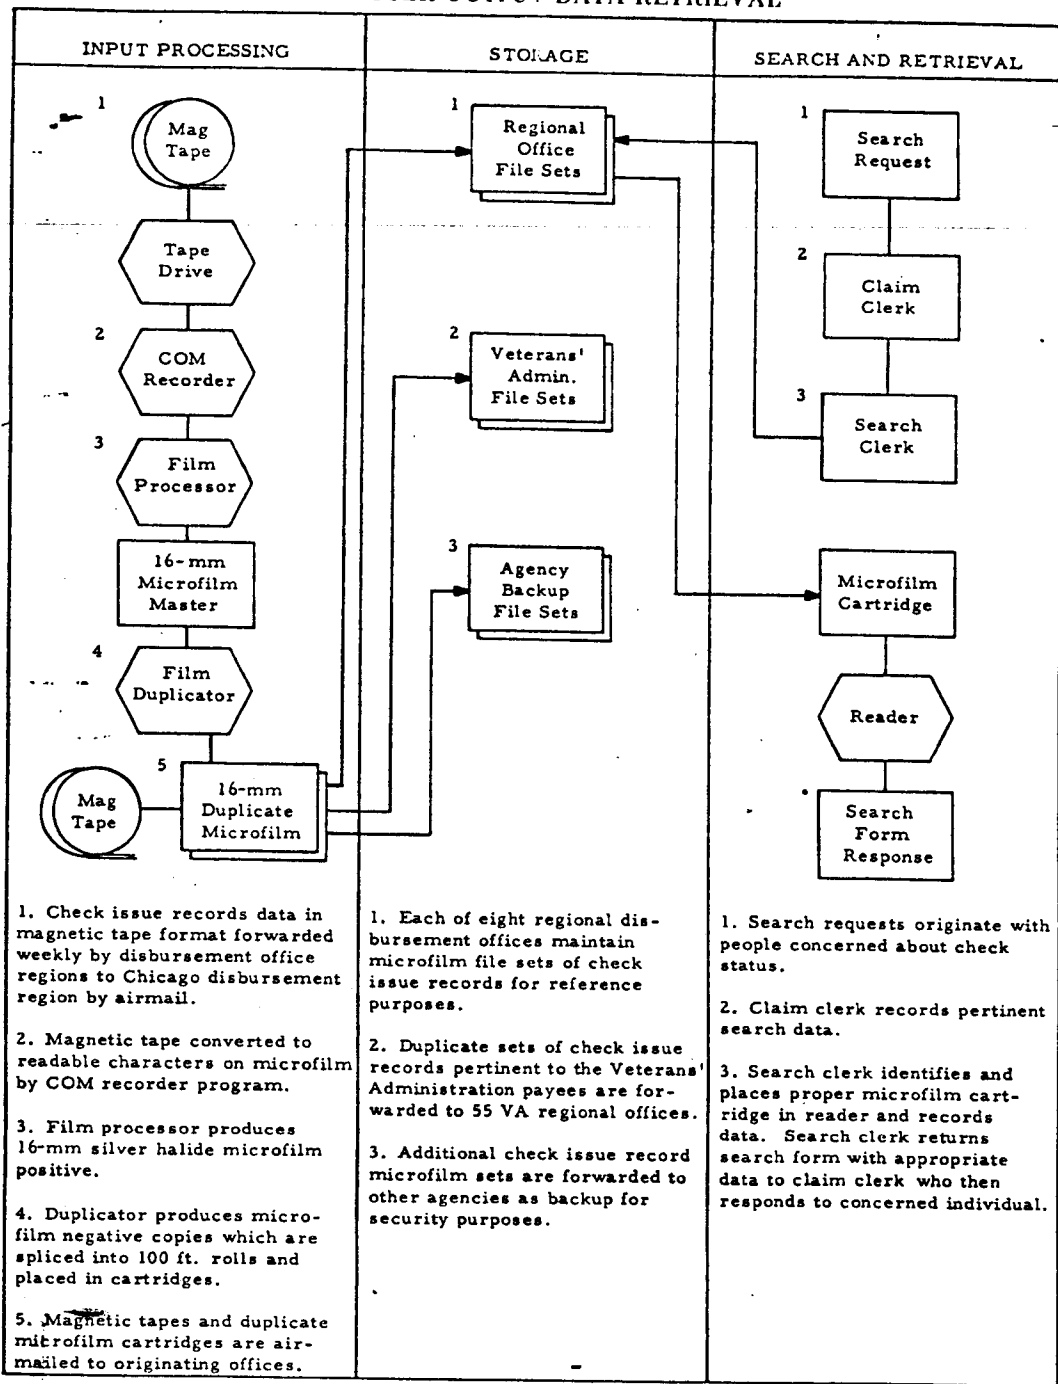 DATA RETRIEVAL
INPUT PROCESSING
1
Mag
Tape
Tape
Drive
2
COM
Recorder
3
Film
Processor
16-mm
Microfilm
Master
4
Film
Duplicator
5
Mag
Tape
16-mm
Duplicate
Microfilm
1. Check issue records data in
magnetic tape format forwarded
weekly by disbursement office
regions to Chicago disbursement
region by airmail.
2. Magnetic tape converted to
readable characters on microfilm
by COM recorder program.
3. Film processor produces
16-mm silver halide microfilm
positive.
4. Duplicator produces micro-
film negative copies which are
spliced into 100 ft. rolls and
placed in cartridges.
5. Magnetic tapes and duplicate
microfilm cartridges are air-
mailed to originating offices.
STORAGE
1
Regional
Office
File Sets
2
Veterans'
Admin.
File Sets
3
Agency
Backup
File Sets
1. Each of eight regional dis-
bursement offices maintain
microfilm file sets of check
issue records for reference
purposes.
2. Duplicate sets of check issue
records pertinent to the Veterans'
Administration payees are for-
warded to 55 VA regional offices.
3. Additional check issue record
microfilm sets are forwarded to
other agencies as backup for
security purposes.
SEARCH AND RETRIEVAL
1
Search
Request
2
Claim
Clerk
3
Search
Clerk
Microfilm
Cartridge
Reader
Search
Form
Response
1. Search requests originate with
people concerned about check
status.
2. Claim clerk records pertinent
search data.
3. Search clerk identifies and
places proper microfilm cart-
ridge in reader and records
data. Search clerk returns
search form with appropriate
data to claim clerk who then
responds to concerned individual.